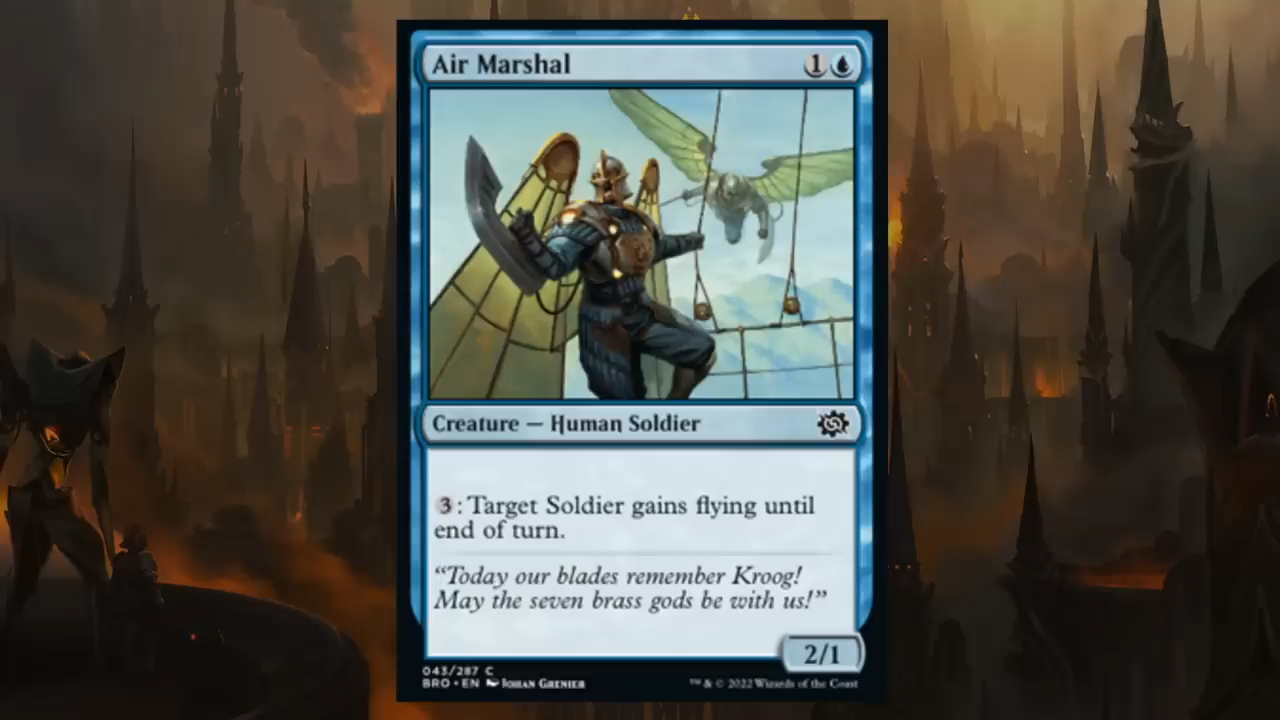 Air Marshal 1
Creature — Human Soldier
3: Target Soldier gains flying until
end of turn.
“Today our blades remember Kroog!
May the seven brass gods be with us!”
2/1
043/287 C
BRO • EN Johan Grenier
™ & © 2022 Wizards of the Coast